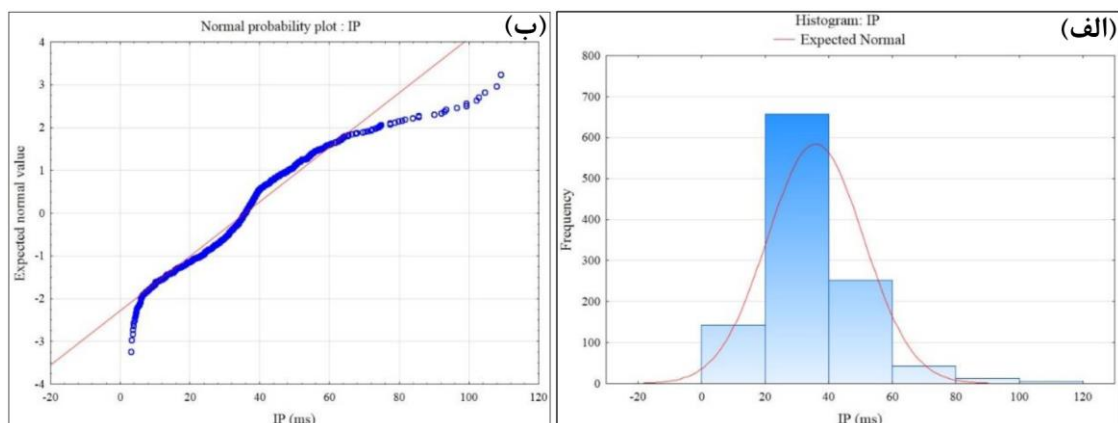 (الف)
Histogram: IP
Expected Normal
800
700
600
500
400
300
200
100
0
Frequency
-20 0 20 40 60 80 100 120
IP (ms)
(ب)
Normal probability plot : IP
4
3
2
1
0
-1
-2
-3
-4
Expected normal value
-20 0 20 40 60 80 100 120
IP (ms)